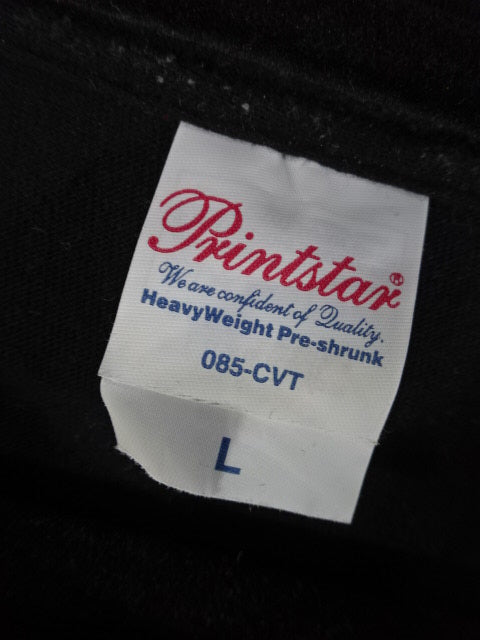 Printstar®
We are confident of Quality.
HeavyWeight Pre-shrunk
085-CVT
L